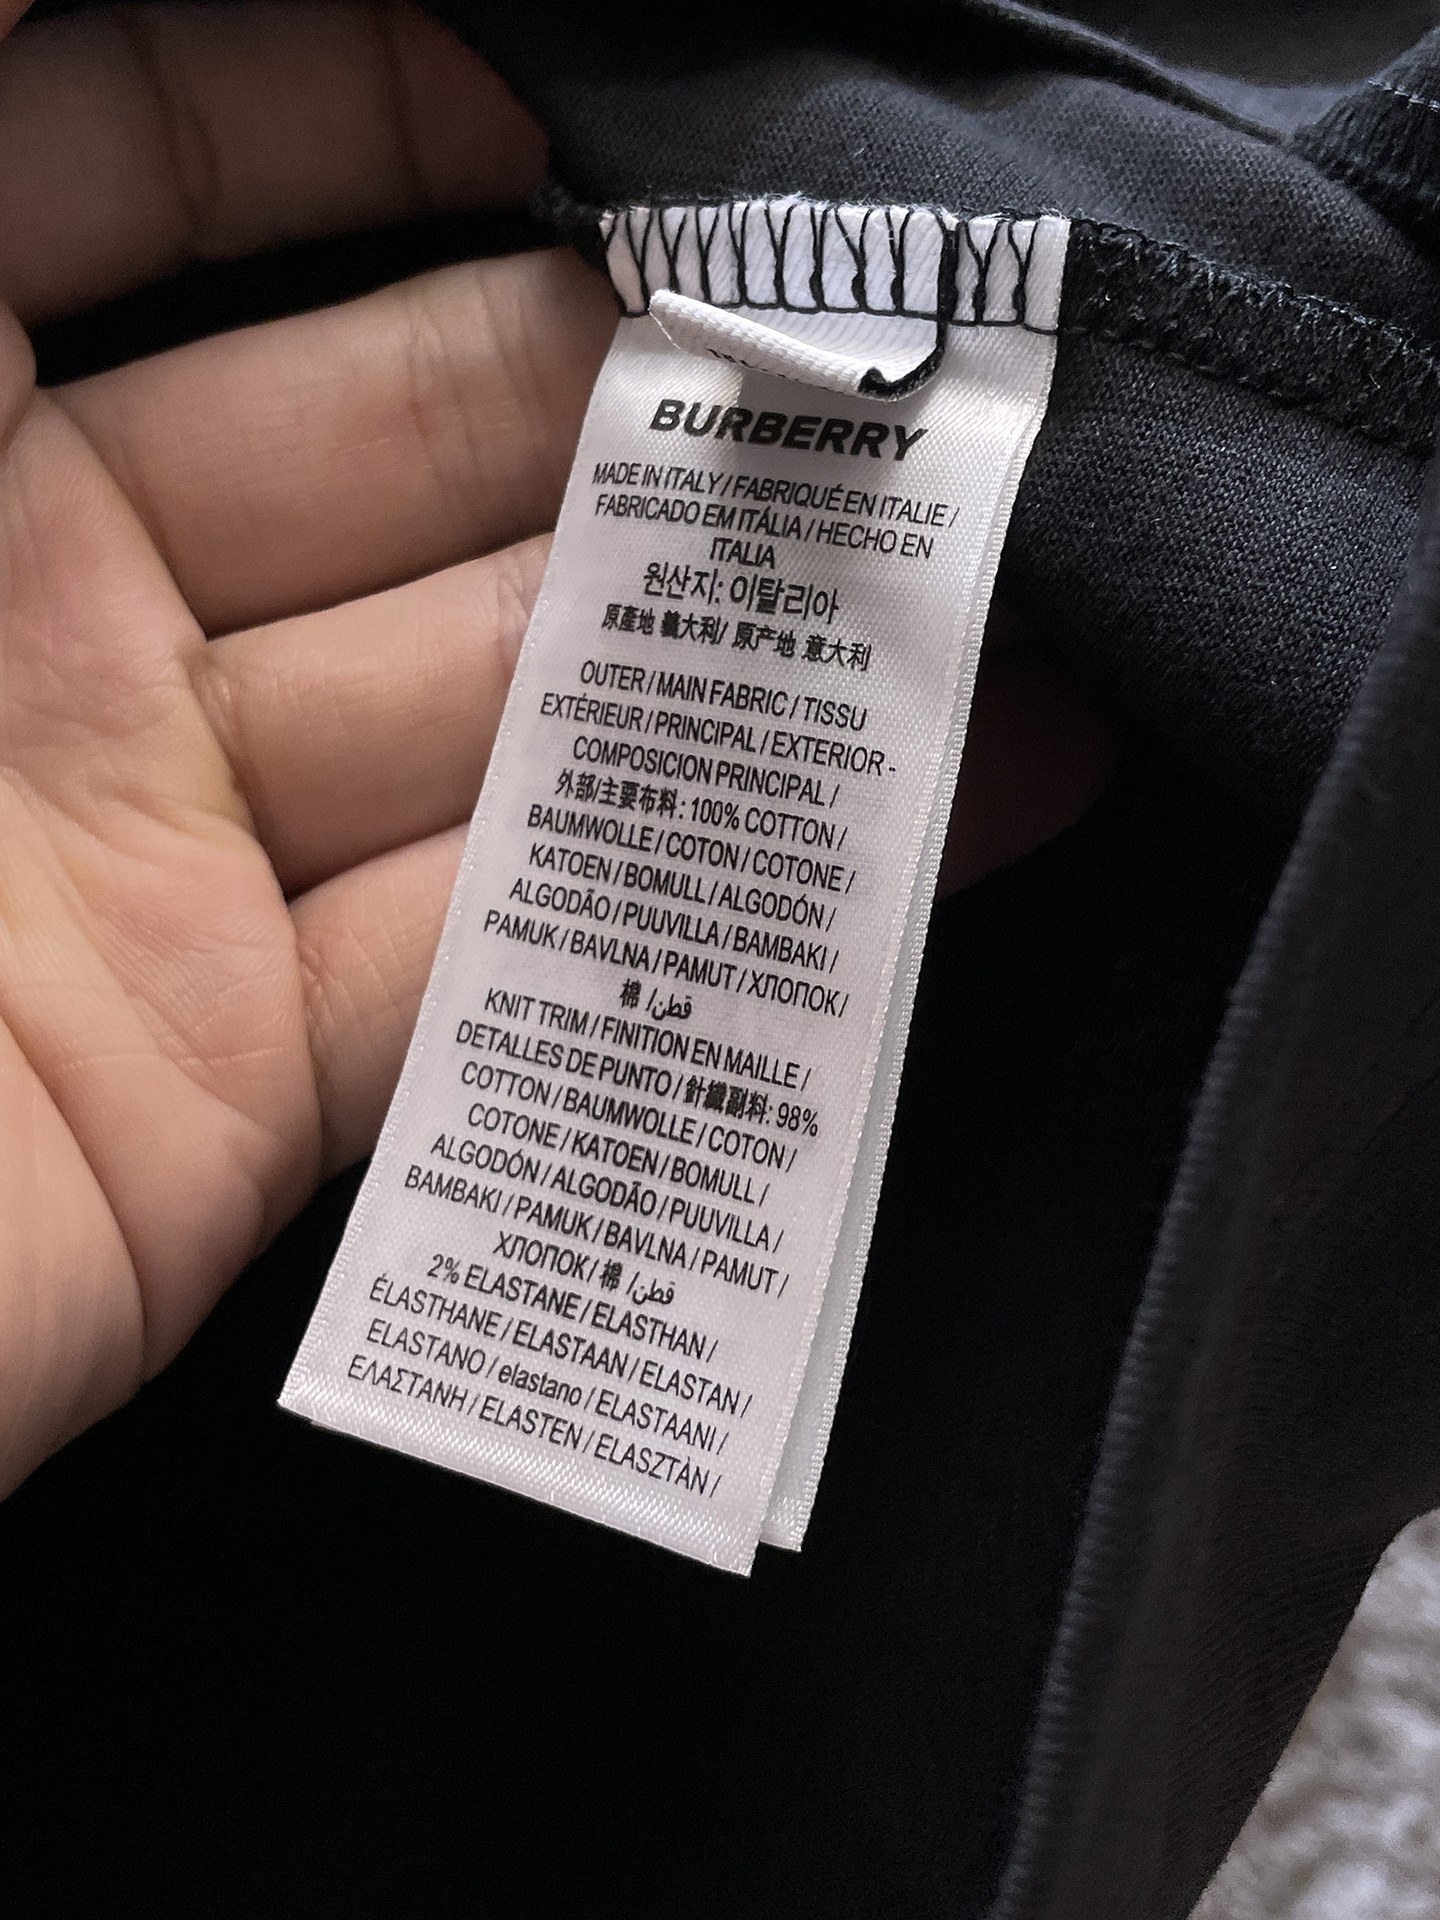 BURBERRY
MADE IN ITALY / FABRIQUÉ EN ITALIE /
FABRICADO EM ITÁLIA / HECHO EN
ITALIA
원산지: 이탈리아
原產地 義大利/ 原产地 意大利
OUTER / MAIN FABRIC / TISSU
EXTÉRIEUR / PRINCIPAL / EXTERIOR -
COMPOSICION PRINCIPAL /
外部/主要布料: 100% COTTON /
BAUMWOLLE / COTON / COTONE /
KATOEN / BOMULL / ALGODÓN /
ALGODÃO / PUUVILLA / BAMBAKI /
PAMUK / BAVLNA / PAMUT / ХЛОПОК /
棉 /قطن
KNIT TRIM / FINITION EN MAILLE /
DETALLES DE PUNTO / 針織副料: 98%
COTTON / BAUMWOLLE / COTON /
COTONE / KATOEN / BOMULL /
ALGODÓN / ALGODÃO / PUUVILLA /
BAMBAKI / PAMUK / BAVLNA / PAMUT /
ХЛОПОК / 棉 /قطن
2% ELASTANE / ELASTHAN /
ÉLASTHANE / ELASTAAN / ELASTAN /
ELASTANO / elastano / ELASTAANI /
ΕΛΑΣΤΑΝΗ / ELASTEN / ELASZTÀN /